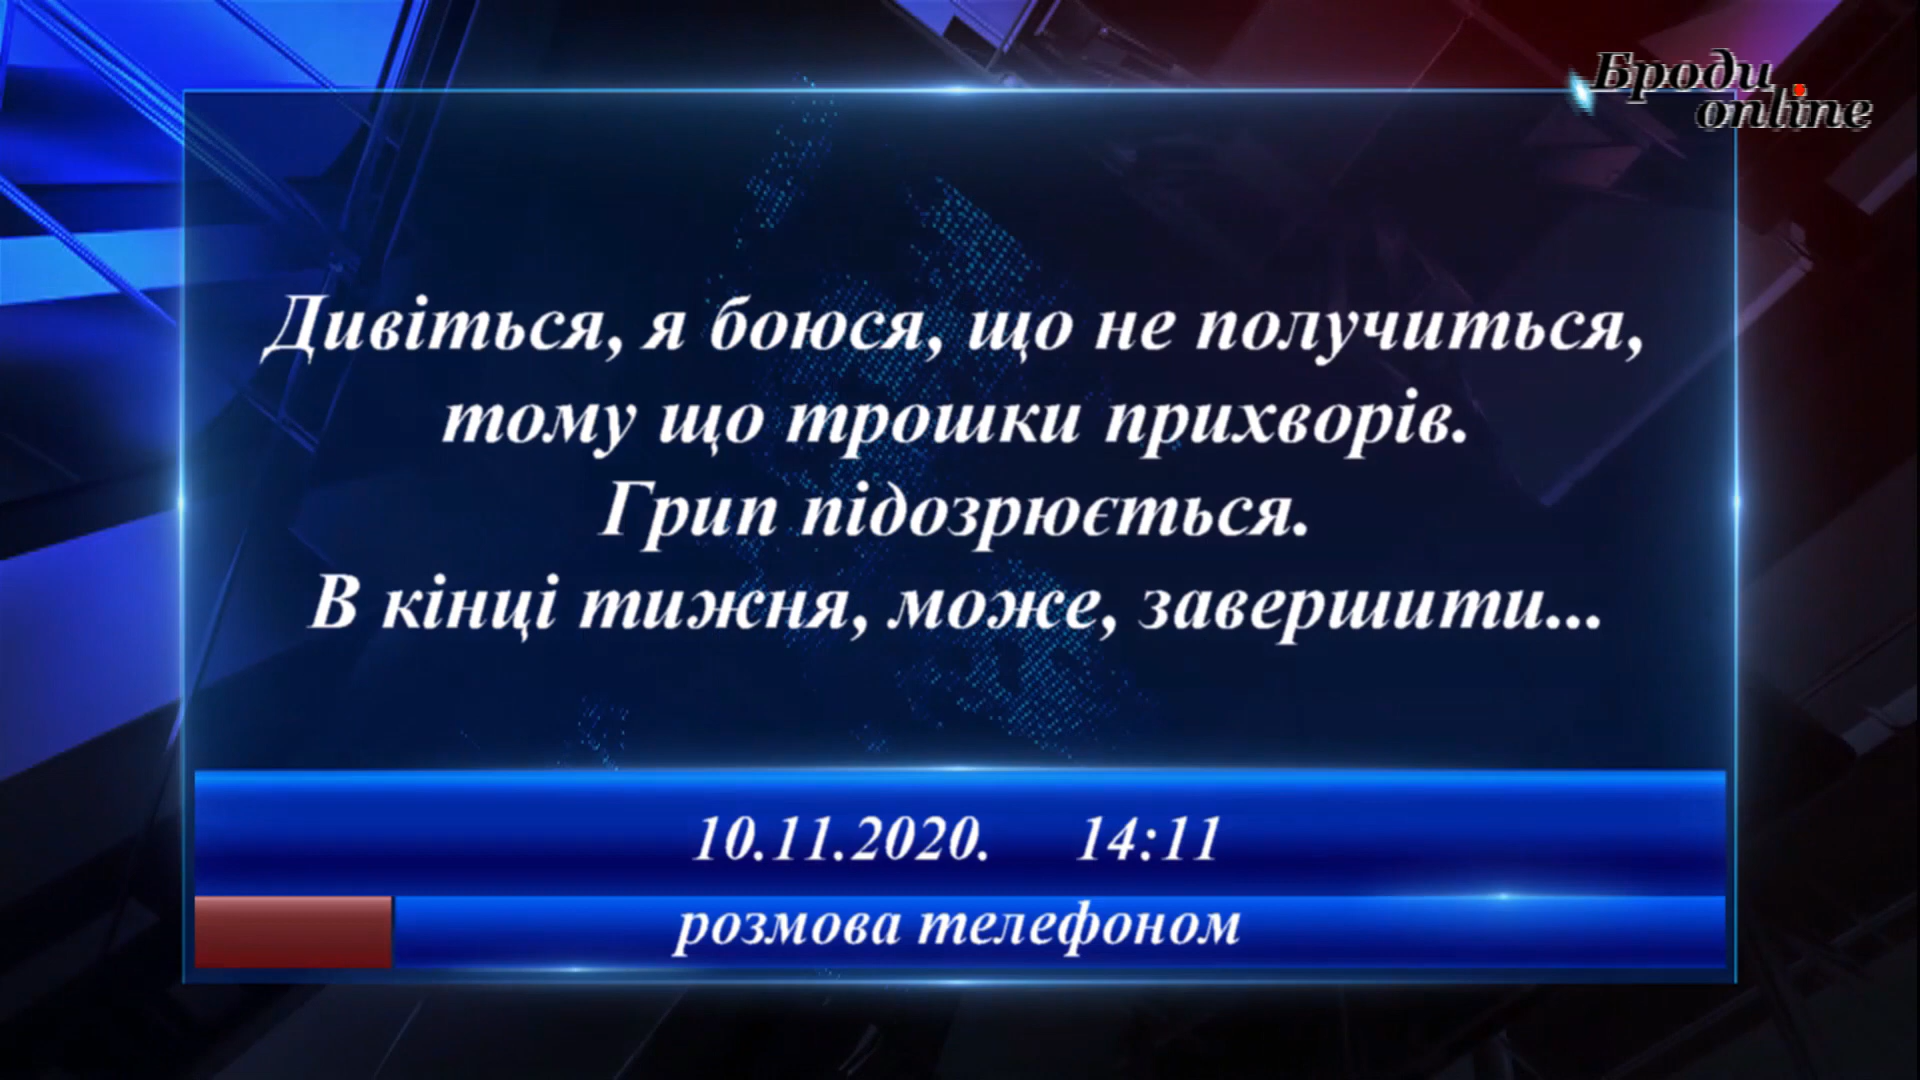 Броди
online
Дивіться, я боюся, що не получиться,
тому що трошки прихворів.
Грип підозрюється.
В кінці тижня, може, завершити...
10.11.2020. 14:11
розмова телефоном